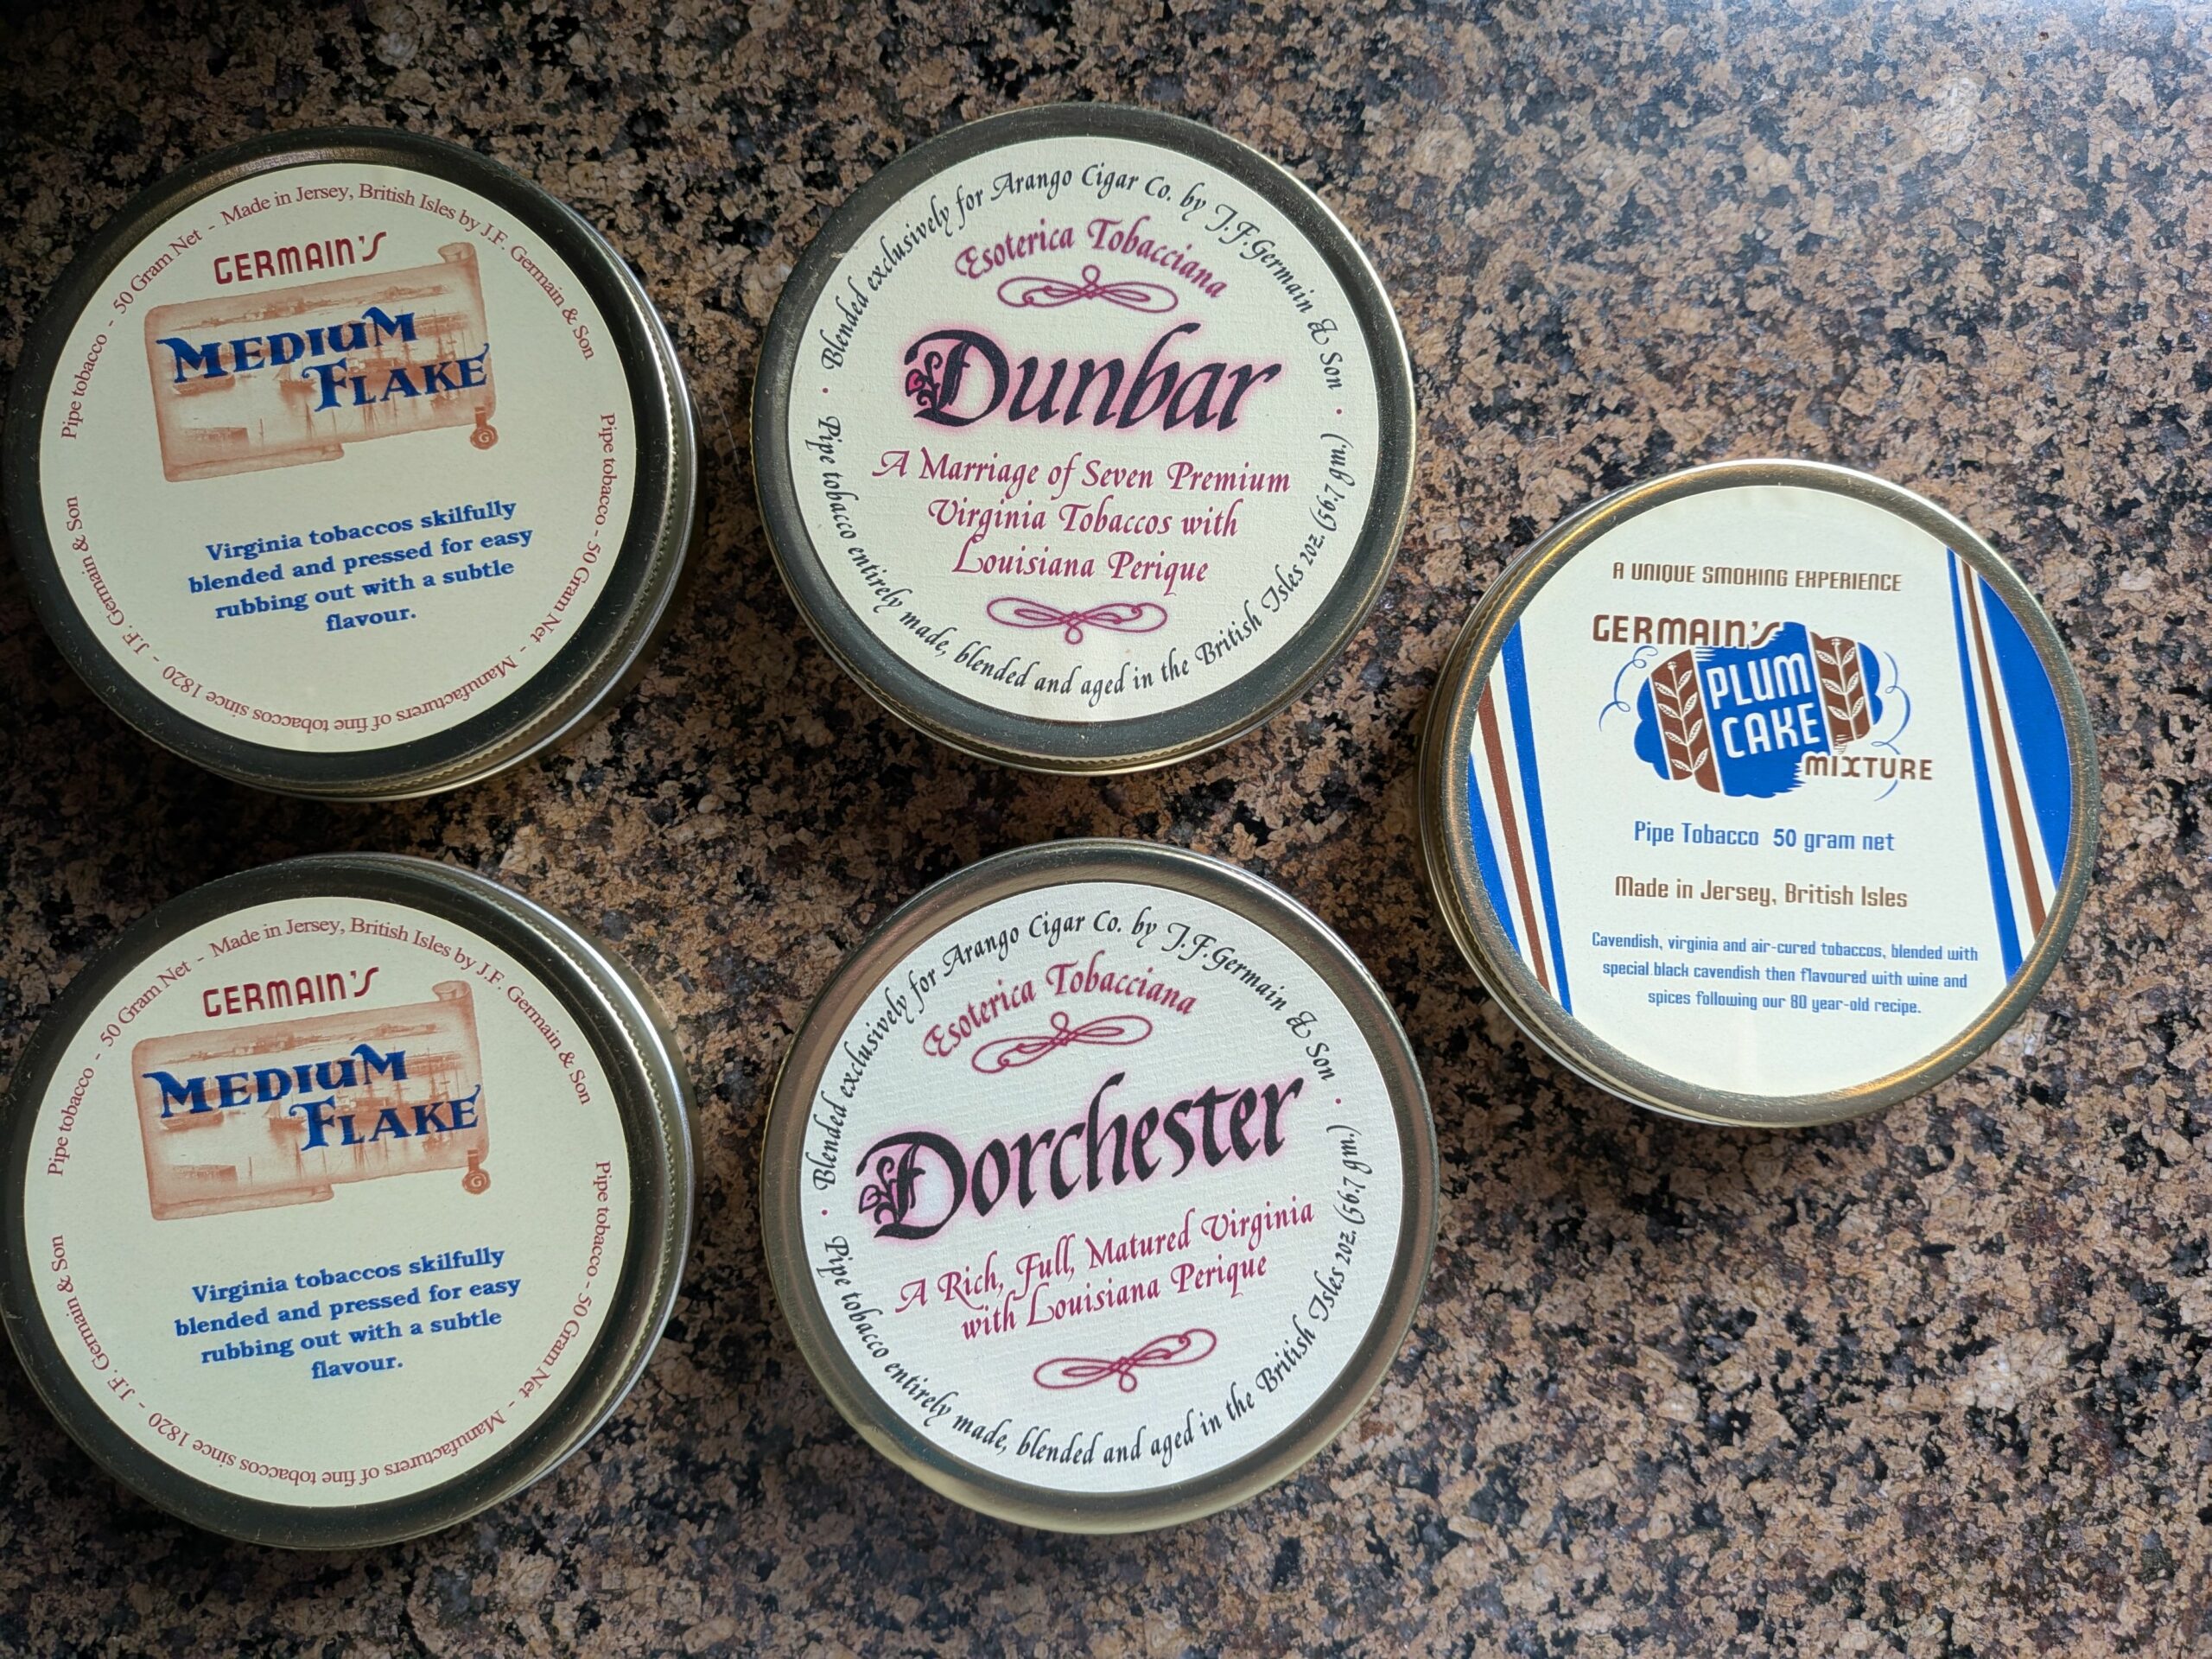 Pipe tobacco - 50 Gram Net - Made in Jersey, British Isles by J.F. Germain & Son
GERMAIN'S
MEDIUM
FLAKE
Virginia tobaccos skilfully
blended and pressed for easy
rubbing out with a subtle
flavour.
Pipe tobacco - 50 Gram Net - Manufacturers of fine tobaccos since 1820 - J.F. Germain & Son
Blended exclusively for Arango Cigar Co. by J.F.Germain & Son
Esoterica Tobacciana
Dunbar
A Marriage of Seven Premium
Virginia Tobaccos with
Louisiana Perique
Pipe tobacco entirely made, blended and aged in the British Isles 2oz. (56.7 gm.)
A UNIQUE SMOKING EXPERIENCE
GERMAIN'S
PLUM
CAKE
MIXTURE
Pipe Tobacco 50 gram net
Made in Jersey, British Isles
Cavendish, virginia and air-cured tobaccos, blended with
special black cavendish then flavoured with wine and
spices following our 80 year-old recipe.
Pipe tobacco - 50 Gram Net - Made in Jersey, British Isles by J.F. Germain & Son
GERMAIN'S
MEDIUM
FLAKE
G
Virginia tobaccos skilfully
blended and pressed for easy
rubbing out with a subtle
flavour.
Pipe tobacco - 50 Gram Net - Manufacturers of fine tobaccos since 1820 - J.F. Germain & Son
Blended exclusively for Arango Cigar Co. by J.F.Germain & Son
Esoterica Tobacciana
Dorchester
A Rich, Full, Matured Virginia
with Louisiana Perique
Pipe tobacco entirely made, blended and aged in the British Isles 2oz. (56.7 gm.)